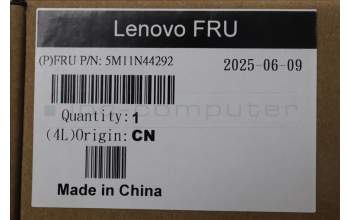 Lenovo FRU
(P)FRU P/N: 5M11N44292
2025-06-09
Quantity: 1
(4L)Origin: CN
Made in China